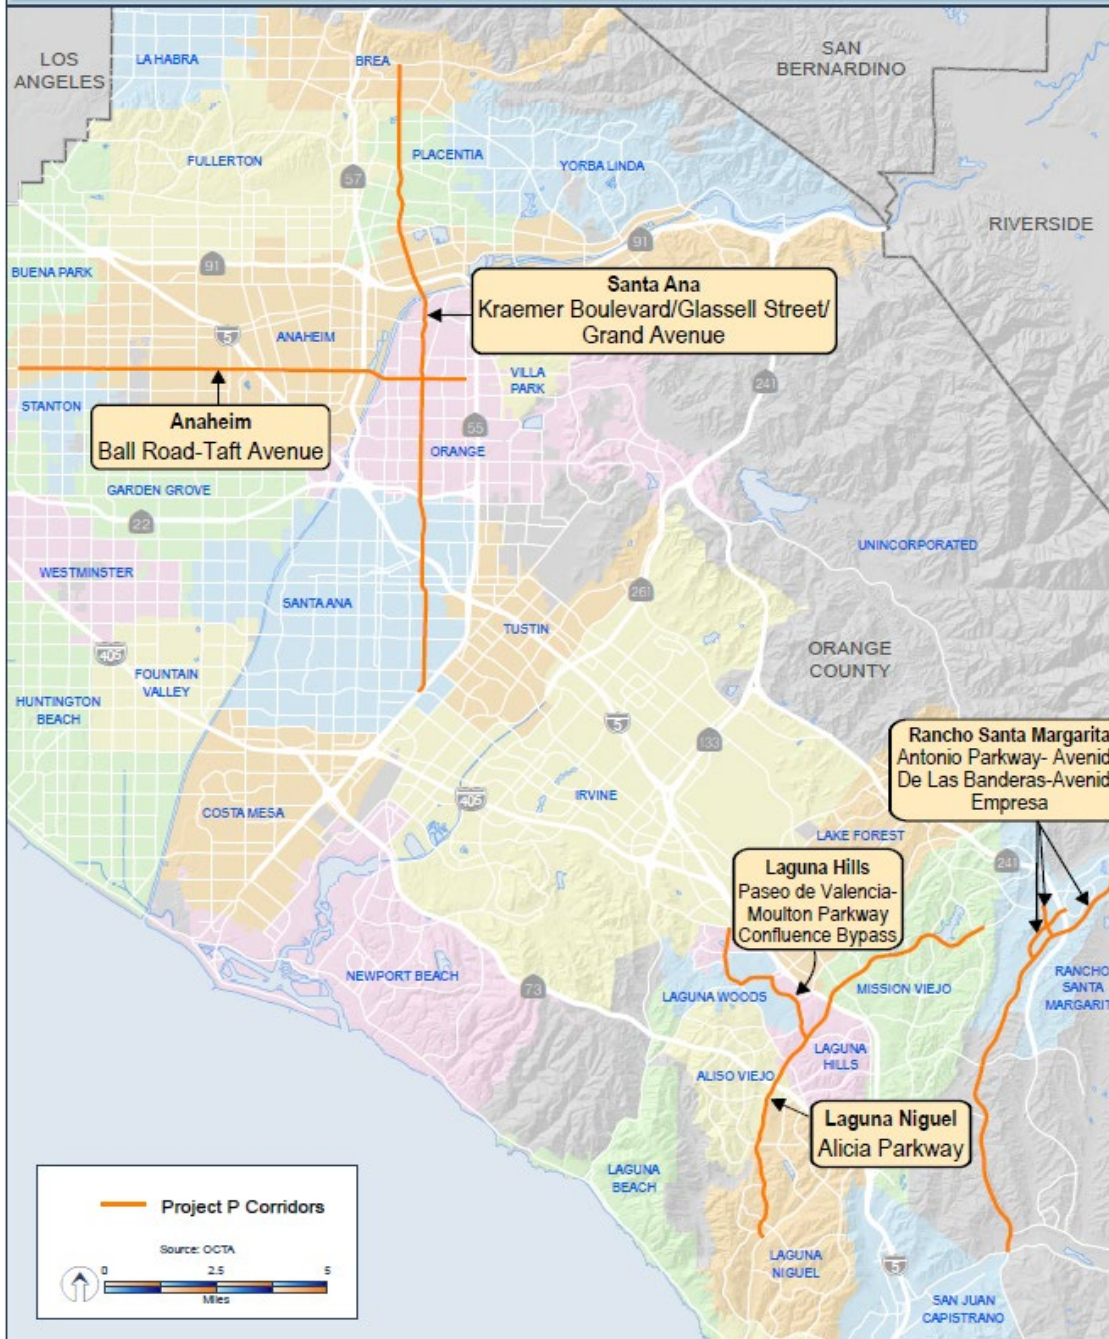 LOS
ANGELES
LA HABRA
BREA
SAN
BERNARDINO
FULLERTON
PLACENTIA
YORBA LINDA
57
RIVERSIDE
91
91
BUENA PARK
Santa Ana
Kraemer Boulevard/Glassell Street/
Grand Avenue
5
ANAHEIM
VILLA
PARK
241
STANTON
Anaheim
Ball Road-Taft Avenue
55
ORANGE
GARDEN GROVE
22
UNINCORPORATED
WESTMINSTER
SANTA ANA
261
TUSTIN
405
ORANGE
COUNTY
FOUNTAIN
VALLEY
HUNTINGTON
BEACH
5
133
Rancho Santa Margarita
Antonio Parkway- Avenid
De Las Banderas-Avenid
Empresa
405
IRVINE
COSTA MESA
LAKE FOREST
241
Laguna Hills
Paseo de Valencia-
Moulton Parkway
Confluence Bypass
NEWPORT BEACH
73
LAGUNA WOODS
MISSION VIEJO
RANCHO
SANTA
MARGARIT
LAGUNA
HILLS
ALISO VIEJO
Laguna Niguel
Alicia Parkway
LAGUNA
BEACH
Project P Corridors
Source: OCTA
0 2.5 5
Miles
LAGUNA
NIGUEL
5
SAN JUAN
CAPISTRANO